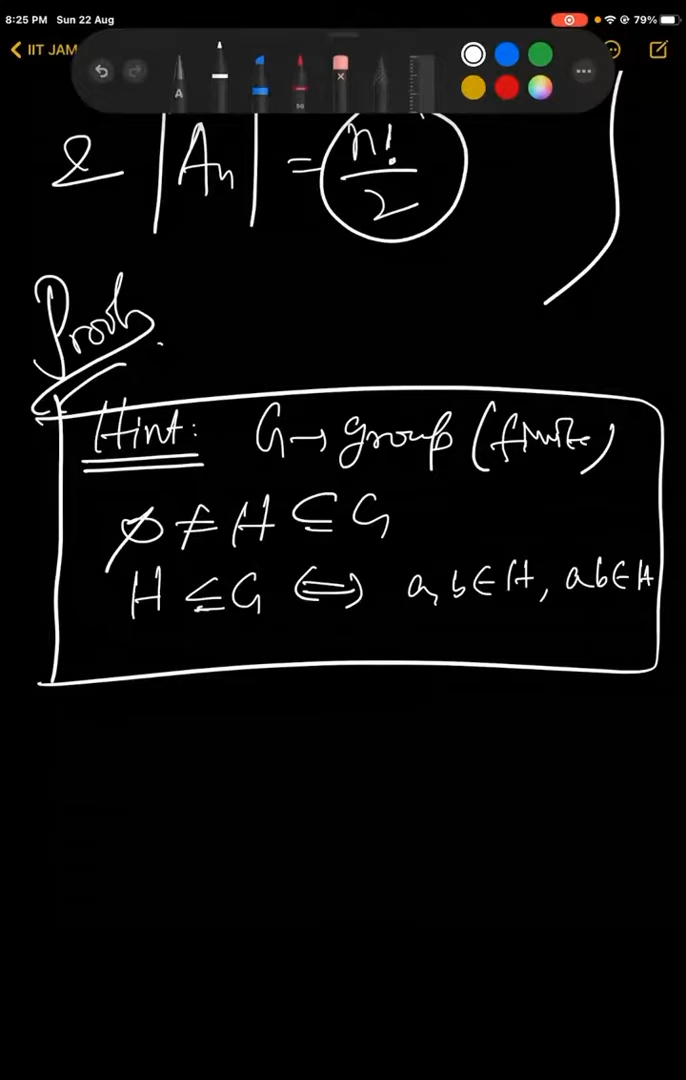 8:25 PM Sun 22 Aug 79%
IIT JAM
& |An| = n!/2
Proof.
Hint: G → group (finite)
∅ ≠ H ⊆ G
H ≤ G ⇔ a, b ∈ H, ab ∈ H